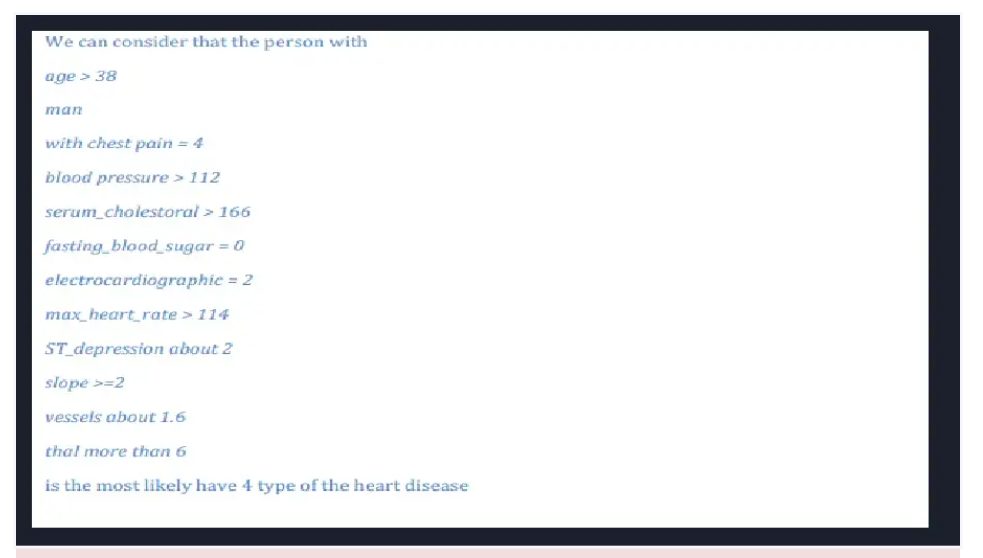 We can consider that the person with
age > 38
man
with chest pain = 4
blood pressure > 112
serum_cholestoral > 166
fasting_blood_sugar = 0
electrocardiographic = 2
max_heart_rate > 114
ST_depression about 2
slope >=2
vessels about 1.6
thal more than 6
is the most likely have 4 type of the heart disease